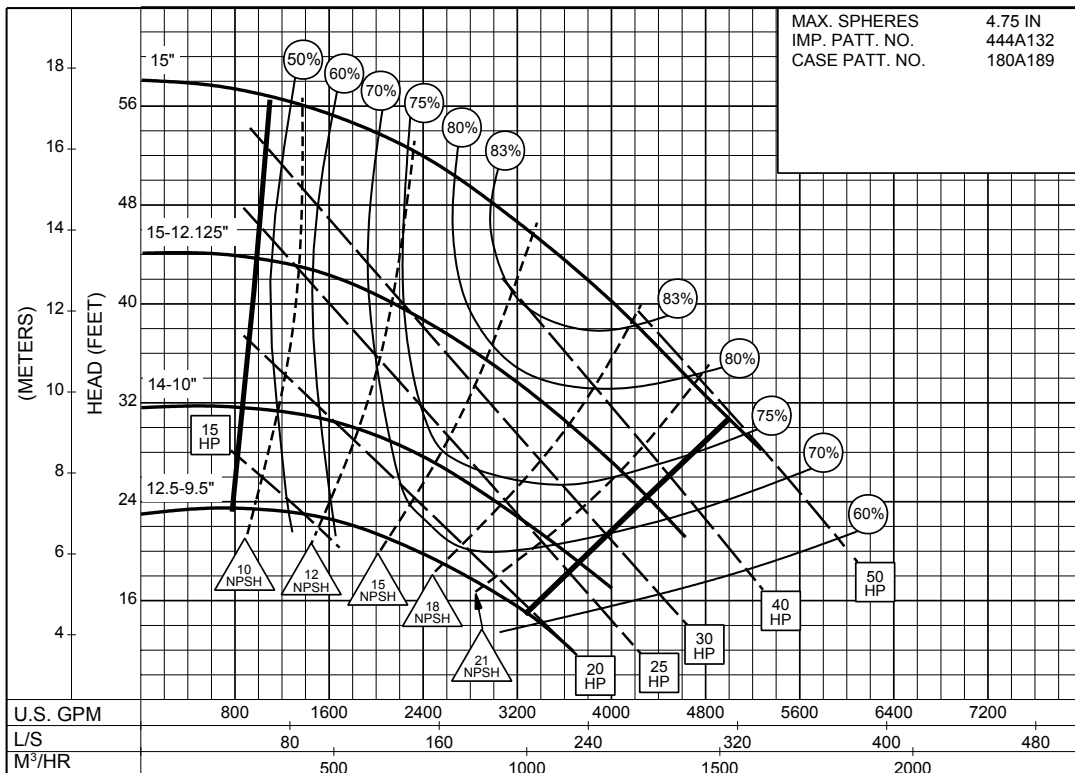 MAX. SPHERES 4.75 IN
IMP. PATT. NO. 444A132
CASE PATT. NO. 180A189
18
16
14
12
10
8
6
4
(METERS)
HEAD (FEET)
56
48
40
32
24
16
15"
15-12.125"
14-10"
12.5-9.5"
50%
60%
70%
75%
80%
83%
83%
80%
75%
70%
60%
15
HP
10
NPSH
12
NPSH
15
NPSH
18
NPSH
21
NPSH
20
HP
25
HP
30
HP
40
HP
50
HP
U.S. GPM 800 1600 2400 3200 4000 4800 5600 6400 7200
L/S 80 160 240 320 400 480
M³/HR 500 1000 1500 2000